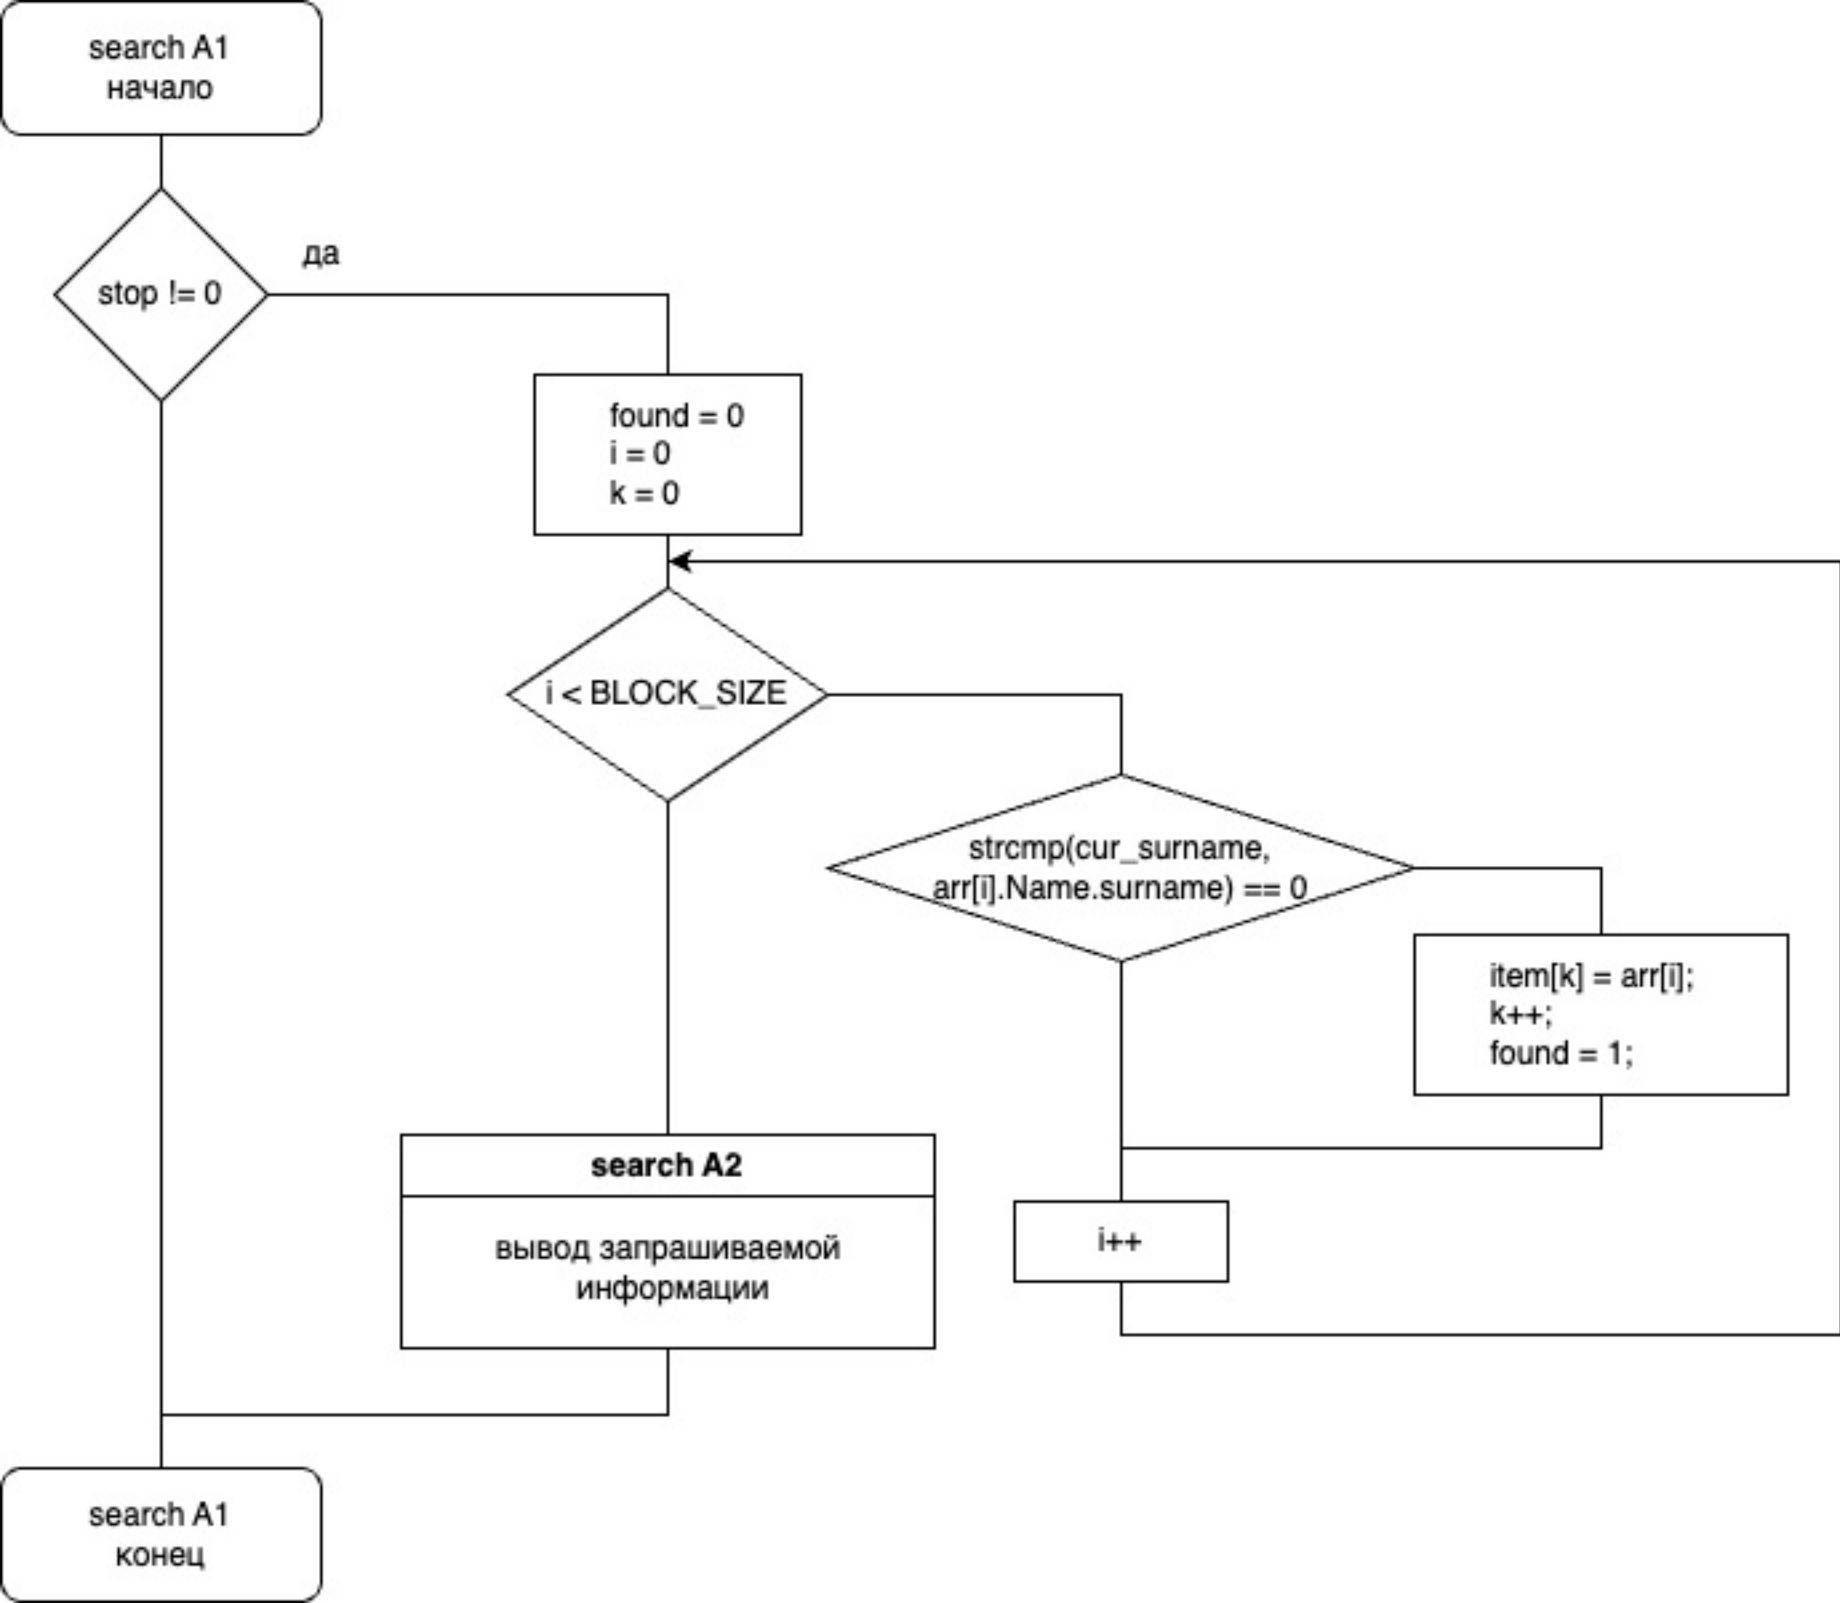 search A1
начало
да
stop != 0
found = 0
i = 0
k = 0
i < BLOCK_SIZE
strcmp(cur_surname,
arr[i].Name.surname) == 0
item[k] = arr[i];
k++;
found = 1;
search A2
вывод запрашиваемой
информации
i++
search A1
конец